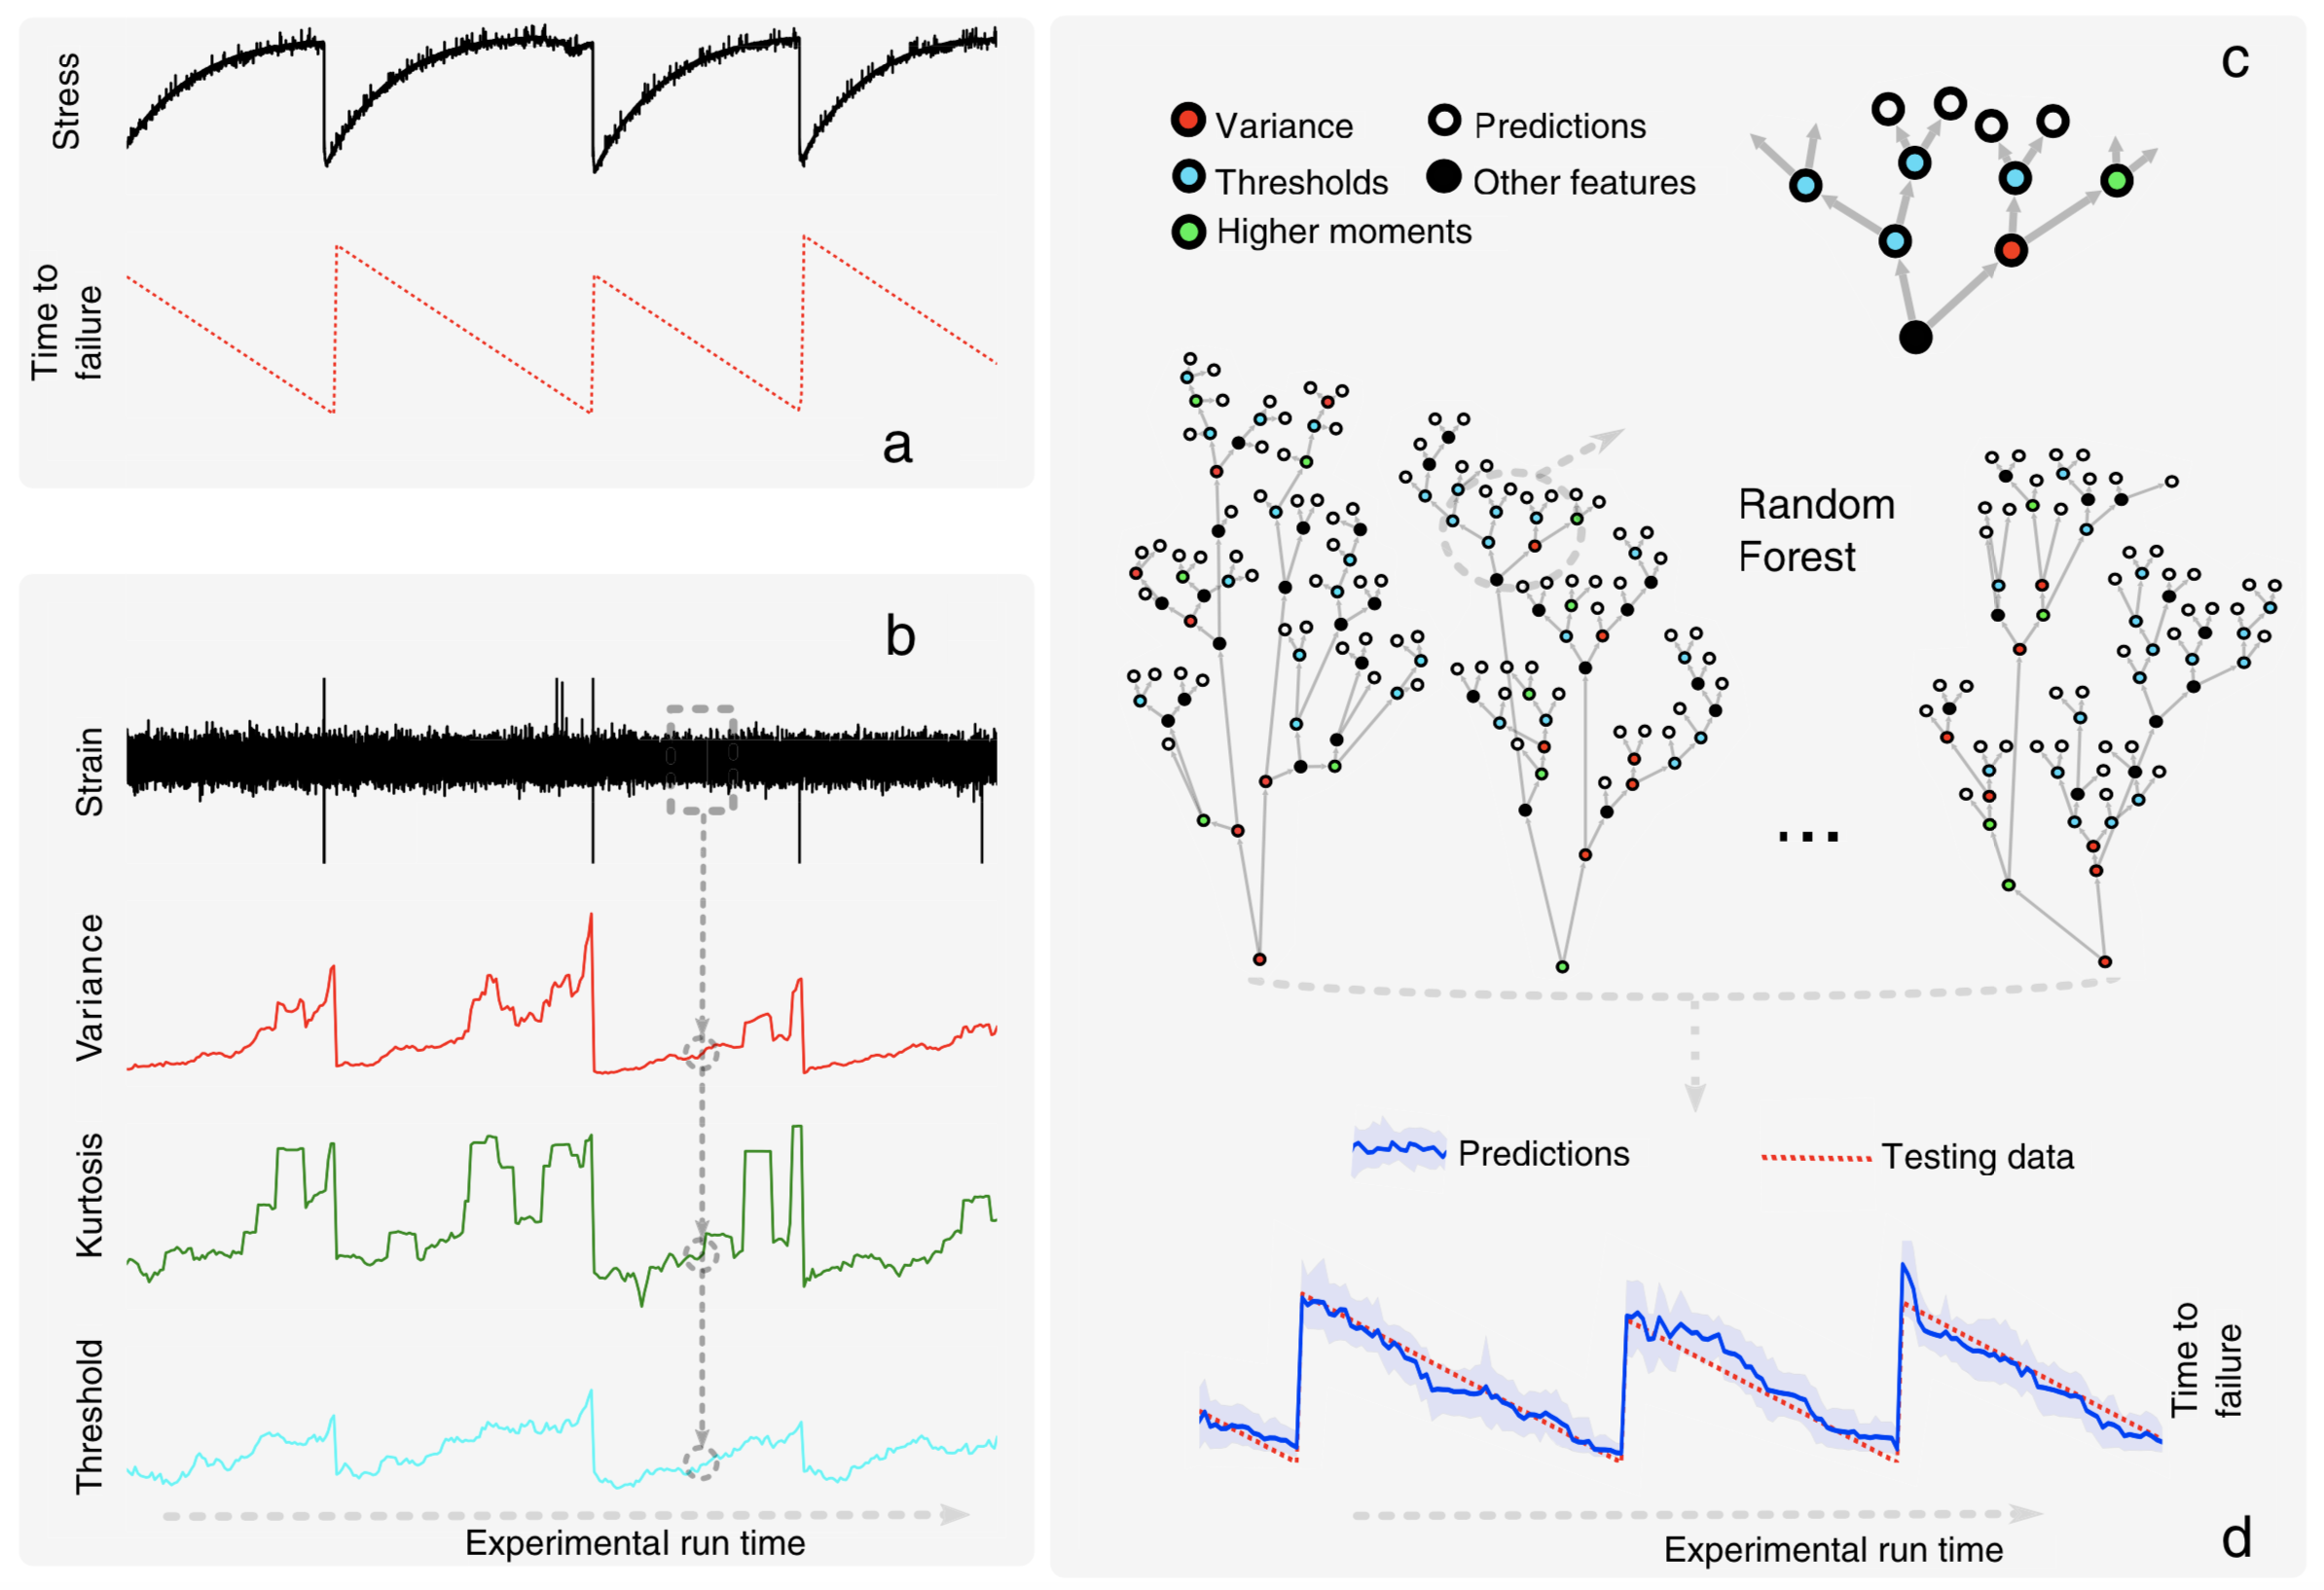 Stress
Time to
failure
a
b
Strain
Variance
Kurtosis
Threshold
Experimental run time
c
Variance
Predictions
Thresholds
Other features
Higher moments
Random
Forest
...
Predictions
Testing data
Time to
failure
Experimental run time
d